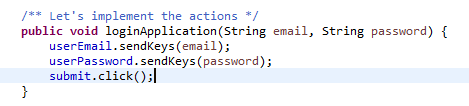 /** Let's implement the actions */
public void loginApplication(String email, String password) {
userEmail.sendKeys(email);
userPassword.sendKeys(password);
submit.click();
}